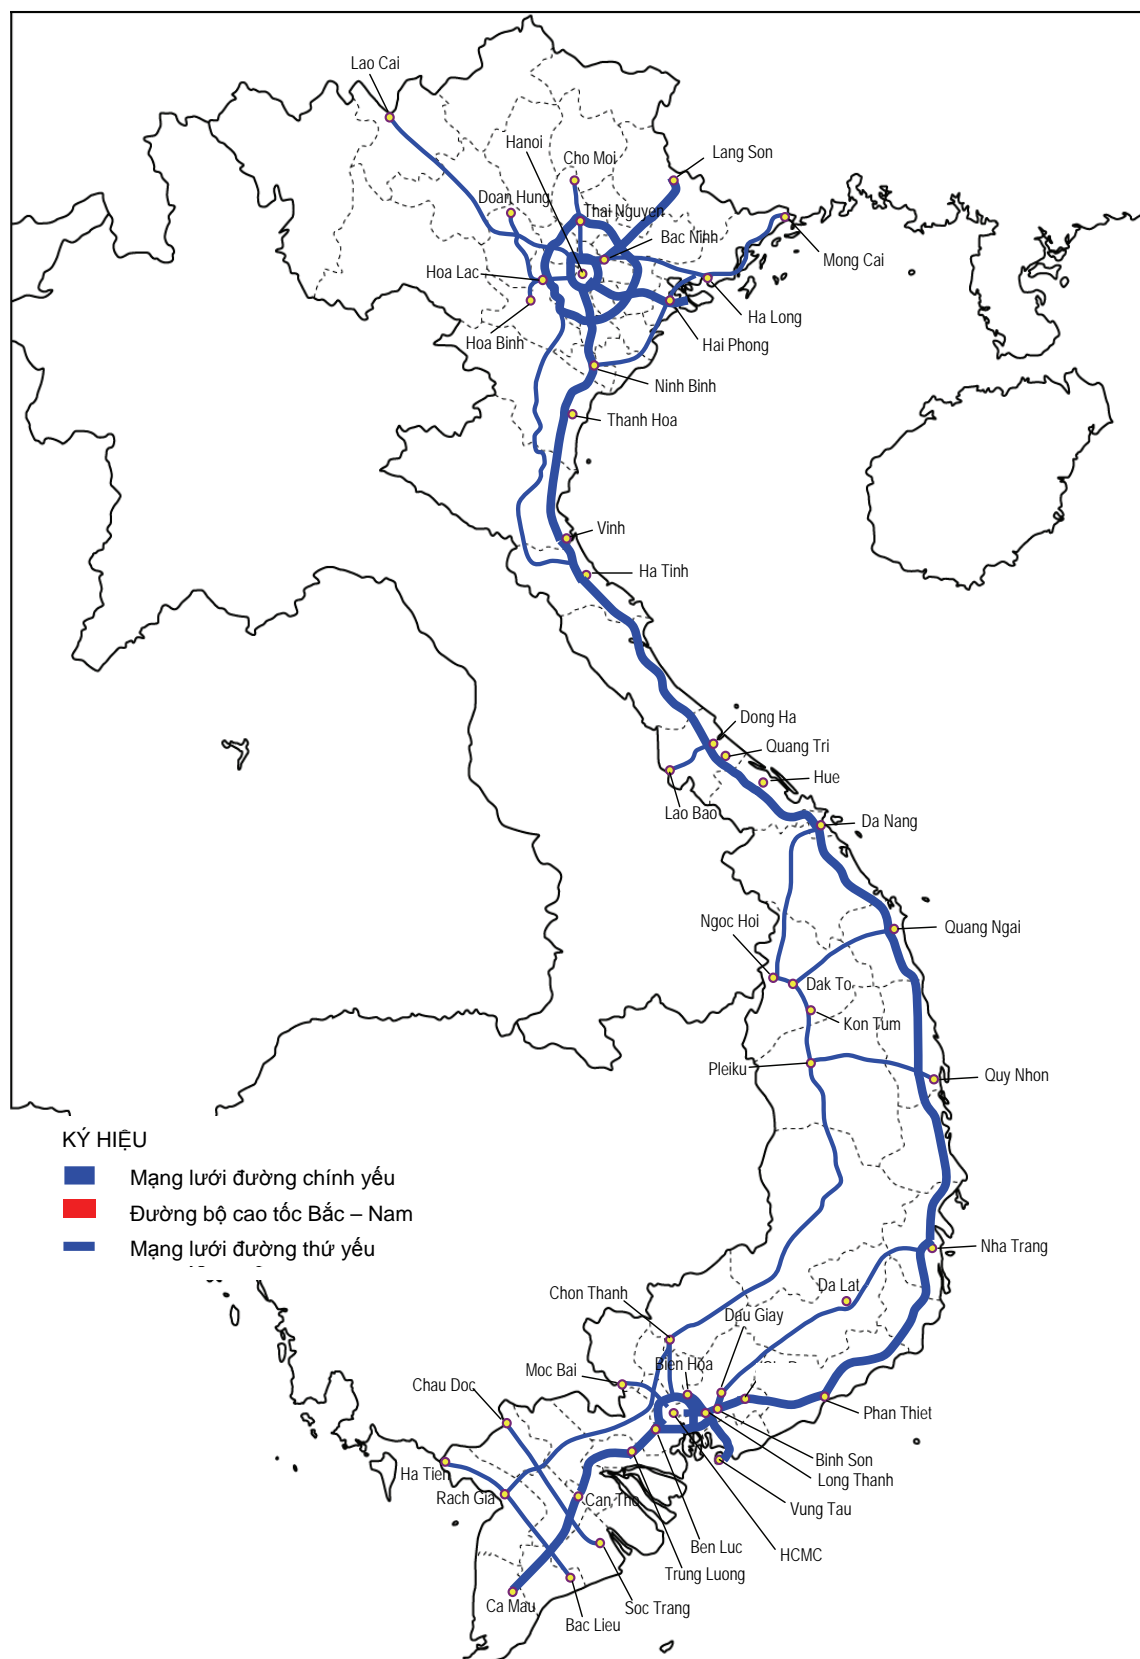 Lao Cai
Hanoi
Cho Moi
Lang Son
Doan Hung
Thai Nguyen
Bac Ninh
Mong Cai
Hoa Lac
Ha Long
Hoa Binh
Hai Phong
Ninh Binh
Thanh Hoa
Vinh
Ha Tinh
Dong Ha
Quang Tri
Hue
Lao Bao
Da Nang
Ngoc Hoi
Quang Ngai
Dak To
Kon Tum
Pleiku
Quy Nhon
KÝ HIỆU
Mạng lưới đường chính yếu
Đường bộ cao tốc Bắc – Nam
Mạng lưới đường thứ yếu
Nha Trang
Da Lat
Chon Thanh
Dau Giay
Bien Hoa
Moc Bai
Chau Doc
Phan Thiet
Binh Son
Ha Tien
Long Thanh
Rach Gia
Can Tho
Vung Tau
Ben Luc
HCMC
Trung Luong
Ca Mau
Soc Trang
Bac Lieu